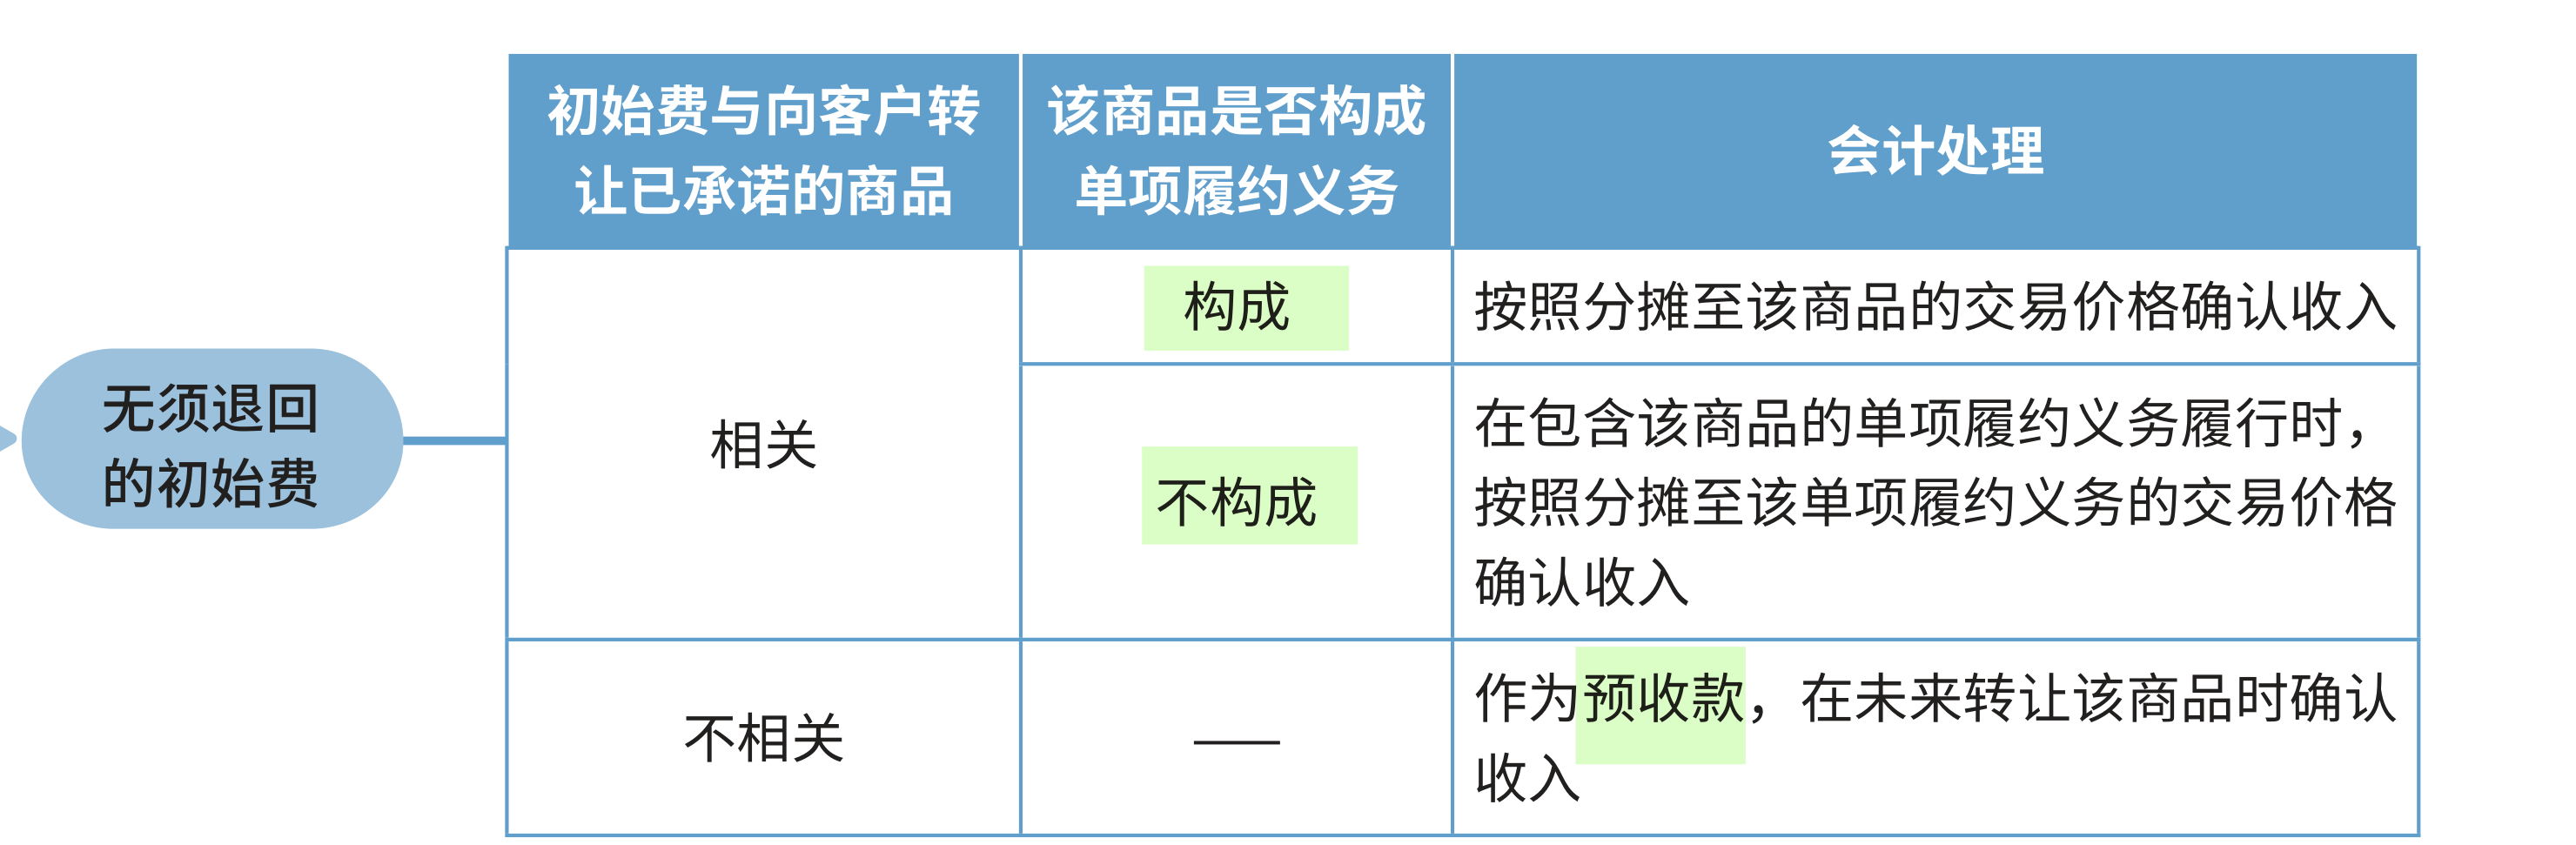 无须退回
的初始费
初始费与向客户转
让已承诺的商品
该商品是否构成
单项履约义务
会计处理
相关
构成
按照分摊至该商品的交易价格确认收入
不构成
在包含该商品的单项履约义务履行时，
按照分摊至该单项履约义务的交易价格
确认收入
不相关
——
作为预收款，在未来转让该商品时确认
收入